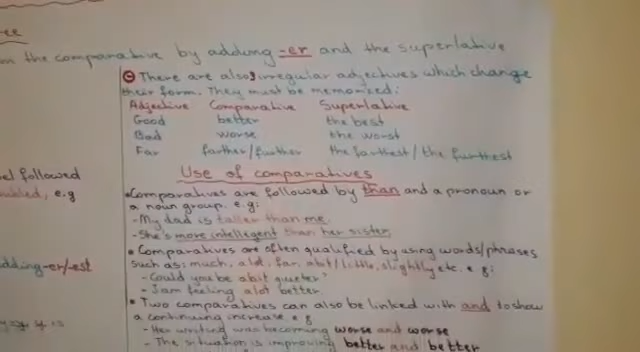 ee
the comparative by adding -er and the superlative
There are also irregular adjectives which change
their form. They must be memorized:
Adjective Comparative Superlative
Good better the best
Bad worse the worst
Far farther/further the farthest/the furthest
el followed
oubled, e.g
adding -er/-est
Use of comparatives
•Comparatives are followed by than and a pronoun or
a noun group. e.g:
-My dad is taller than me.
-She's more intellegent than her sister.
•Comparatives are often qualified by using words/phrases
such as: much, alot, far, abit/little, slightly etc. e g:
-Could you be abit quieter?
-I am feeling alot better.
•Two comparatives can also be linked with and to show
a continuing increase e g
-Her writing was becoming worse and worse
-The situation is improving better and better